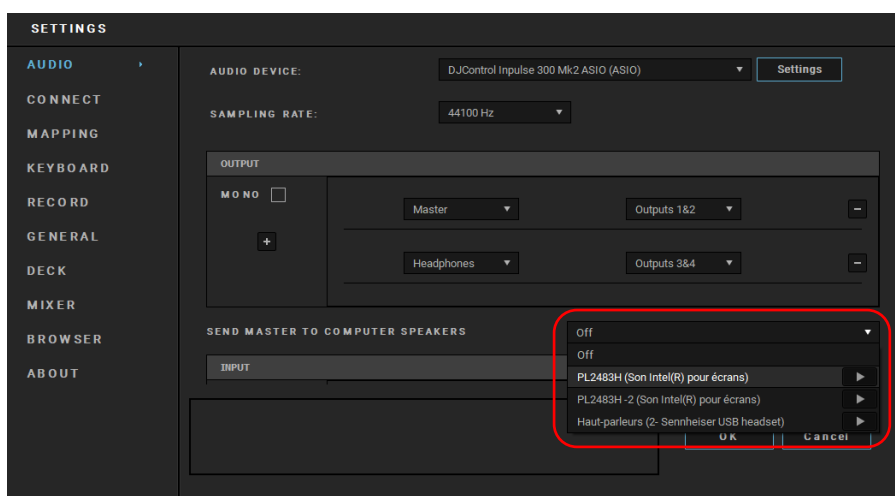 SETTINGS
AUDIO
CONNECT
MAPPING
KEYBOARD
RECORD
GENERAL
DECK
MIXER
BROWSER
ABOUT
AUDIO DEVICE: DJControl Inpulse 300 Mk2 ASIO (ASIO) Settings
SAMPLING RATE: 44100 Hz
OUTPUT
MONO
Master Outputs 1&2
Headphones Outputs 3&4
SEND MASTER TO COMPUTER SPEAKERS Off
Off
INPUT
PL2483H (Son Intel(R) pour écrans)
PL2483H -2 (Son Intel(R) pour écrans)
Haut-parleurs (2- Sennheiser USB headset)
OK Cancel